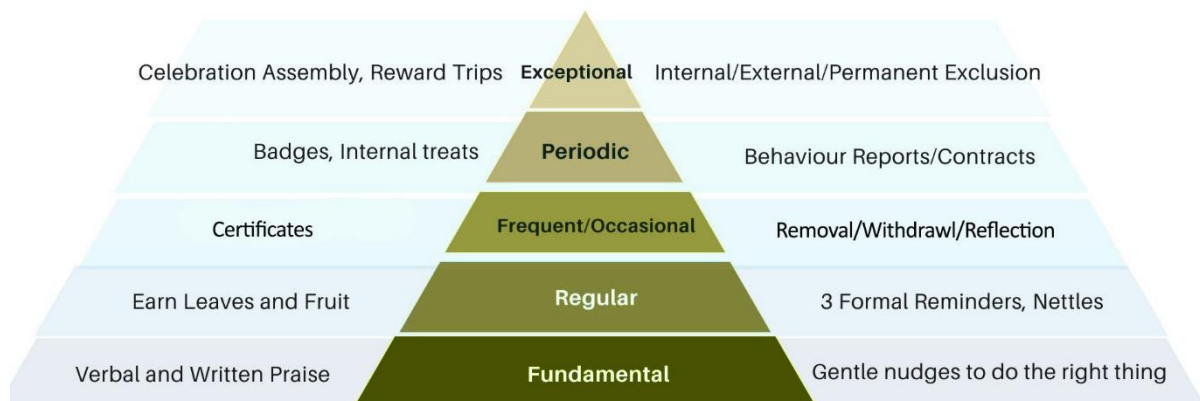 Celebration Assembly, Reward Trips Exceptional Internal/External/Permanent Exclusion
Badges, Internal treats Periodic Behaviour Reports/Contracts
Certificates Frequent/Occasional Removal/Withdrawl/Reflection
Earn Leaves and Fruit Regular 3 Formal Reminders, Nettles
Verbal and Written Praise Fundamental Gentle nudges to do the right thing